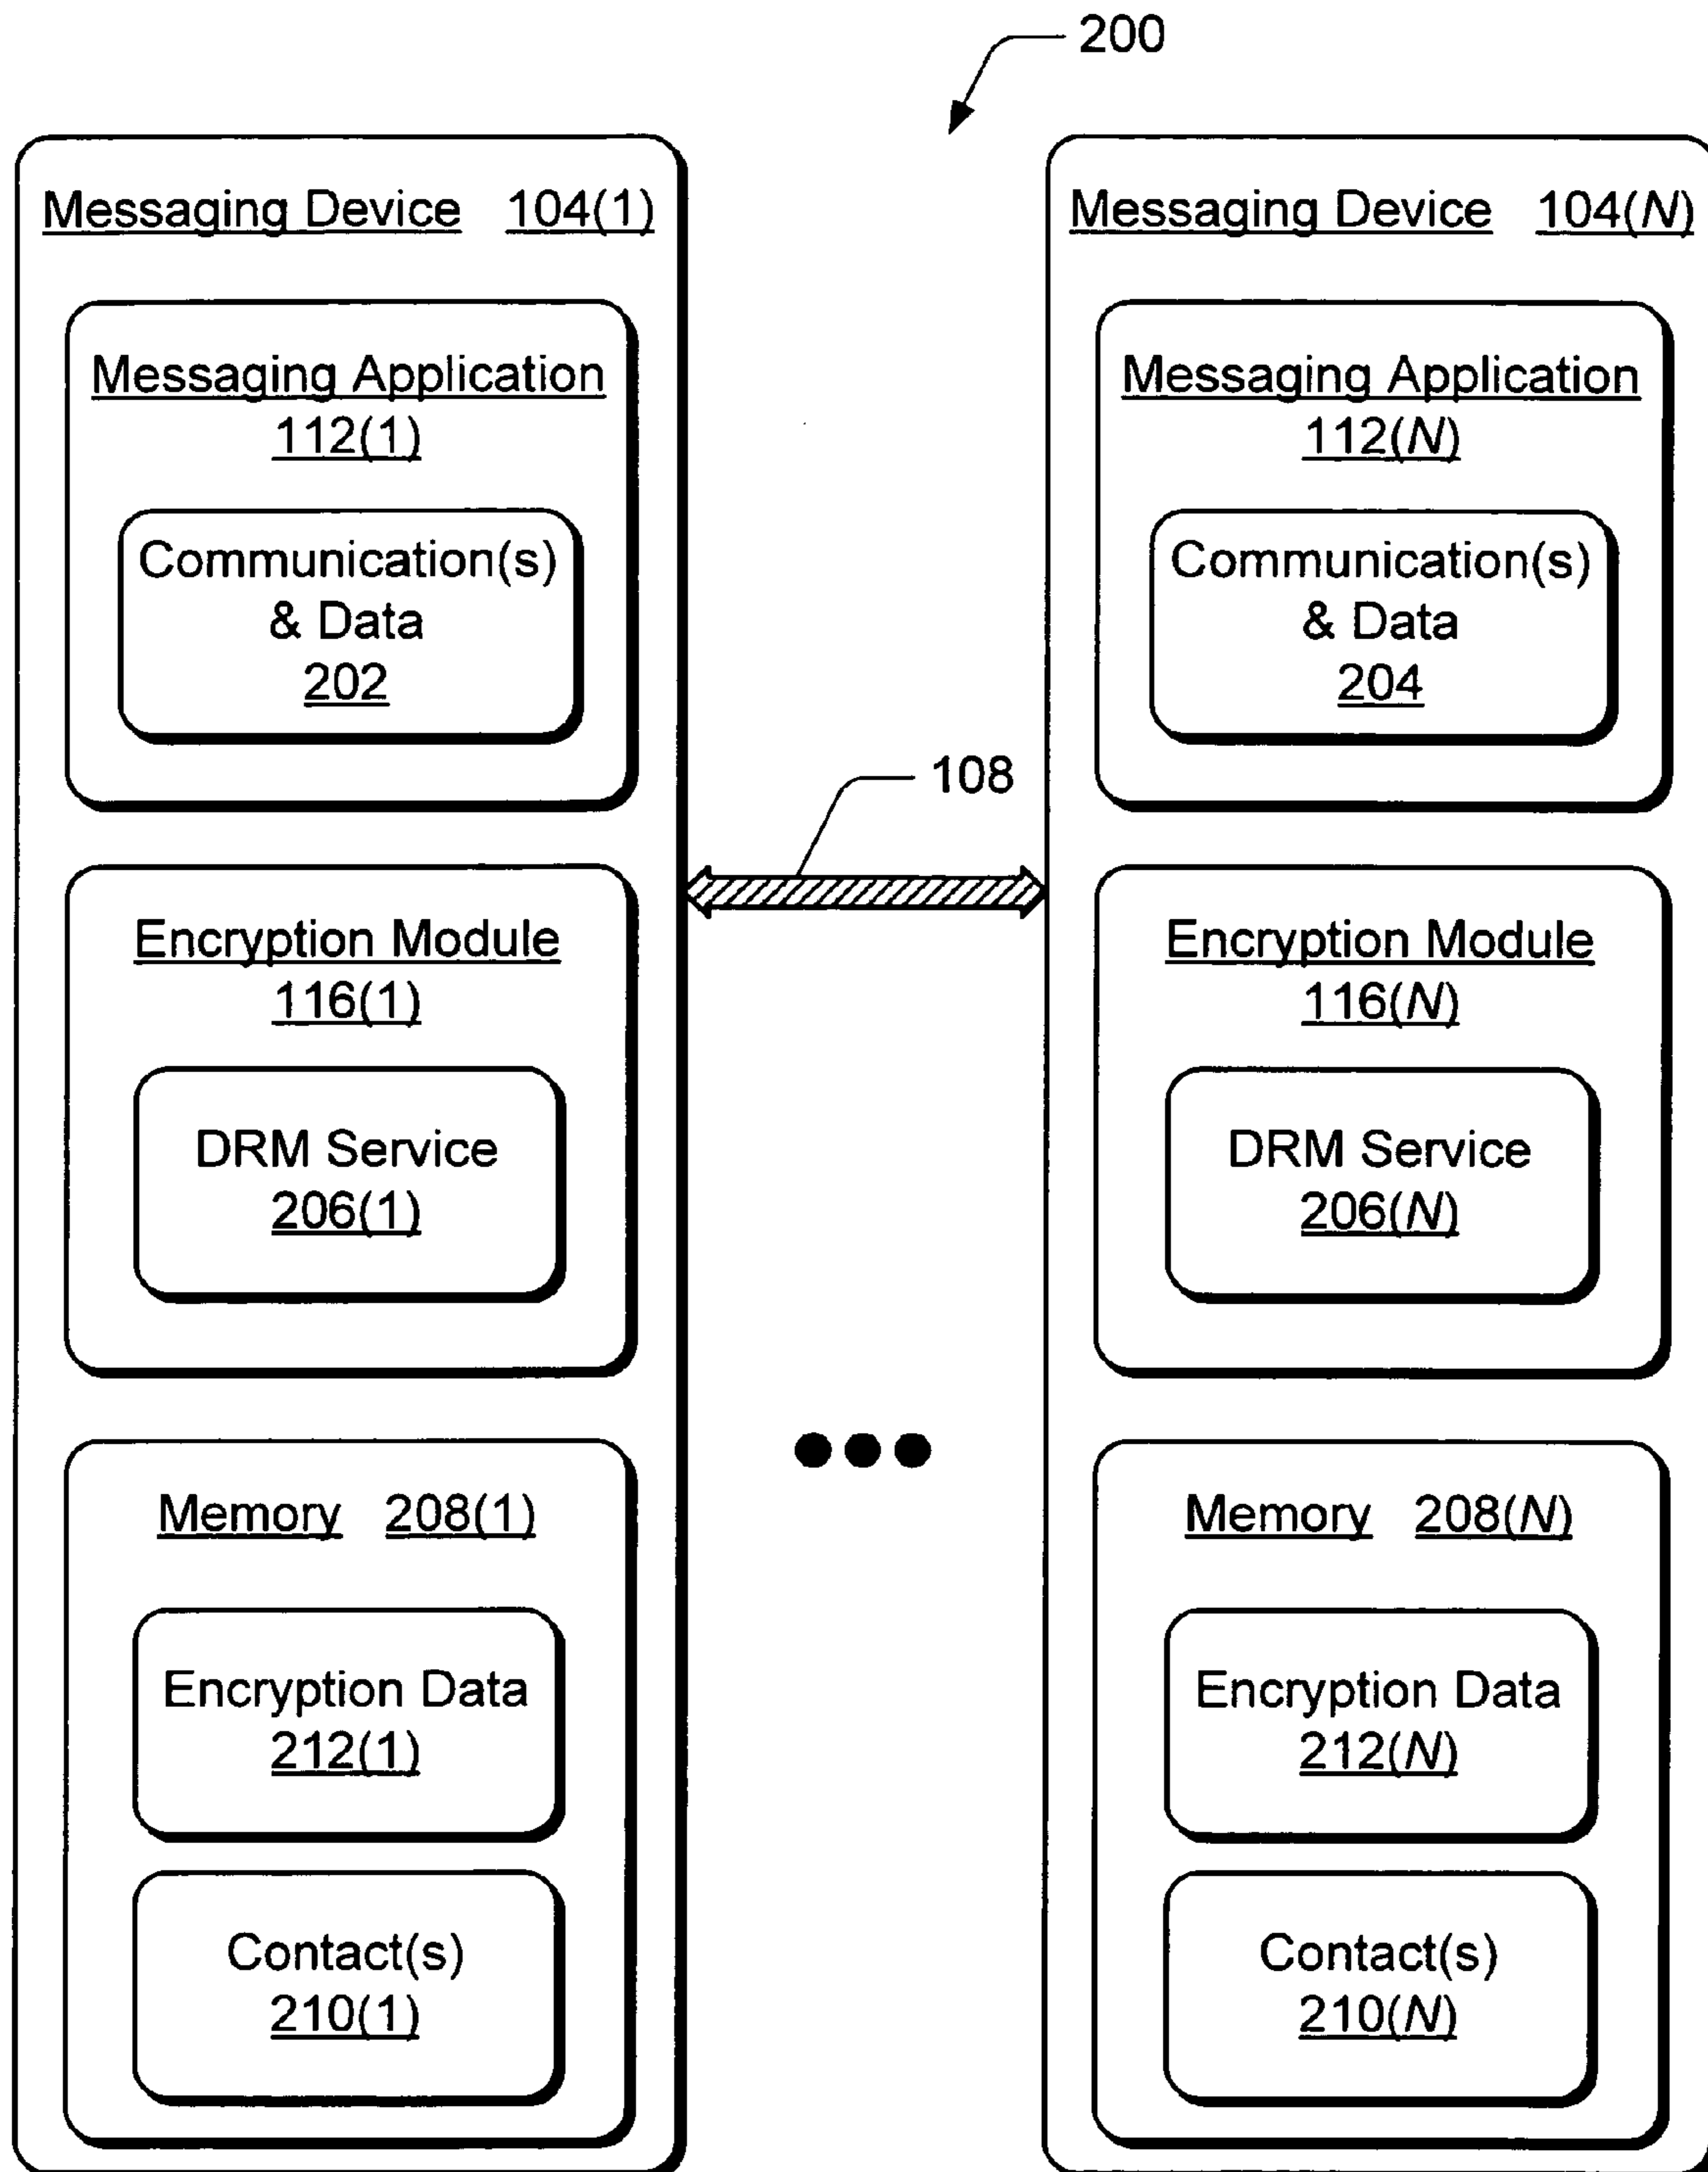 200
Messaging Device 104(1)
Messaging Application
112(1)
Communication(s)
& Data
202
Encryption Module
116(1)
DRM Service
206(1)
Memory 208(1)
Encryption Data
212(1)
Contact(s)
210(1)
108
Messaging Device 104(N)
Messaging Application
112(N)
Communication(s)
& Data
204
Encryption Module
116(N)
DRM Service
206(N)
Memory 208(N)
Encryption Data
212(N)
Contact(s)
210(N)